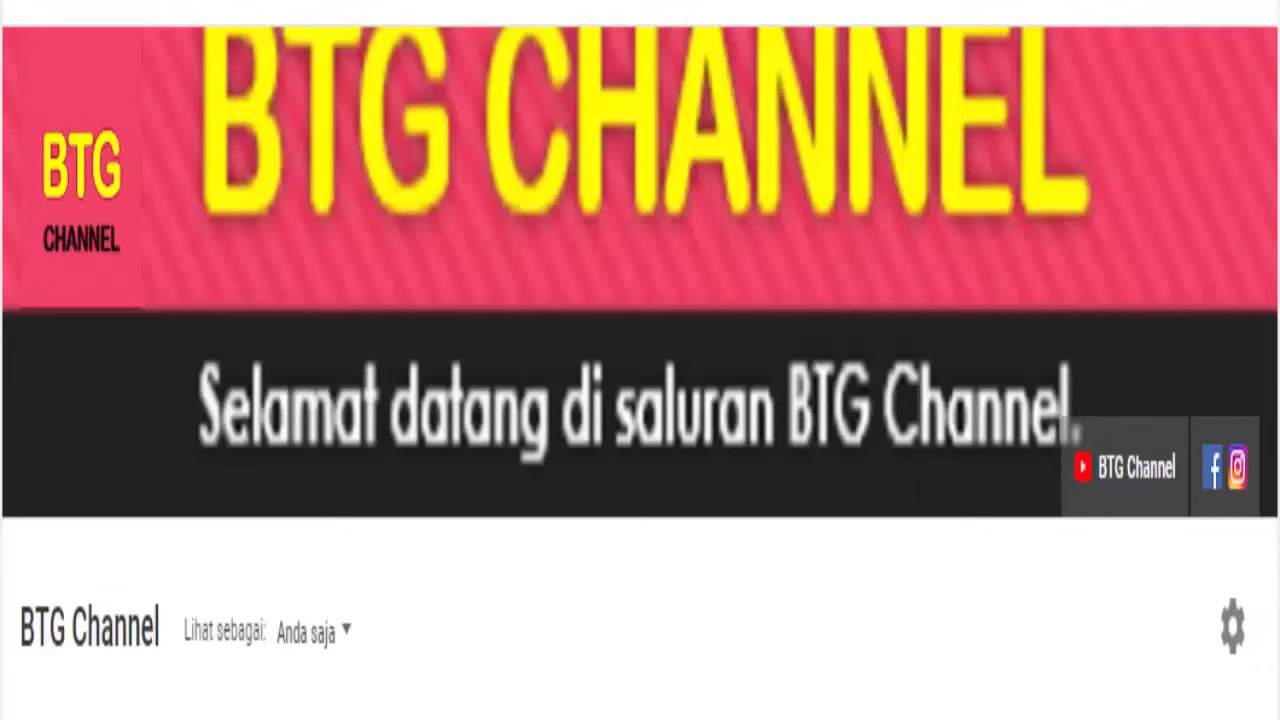 BTG CHANNEL
BTG
CHANNEL
Selamat datang di saluran BTG Channel.
BTG Channel
BTG Channel Lihat sebagai: Anda saja